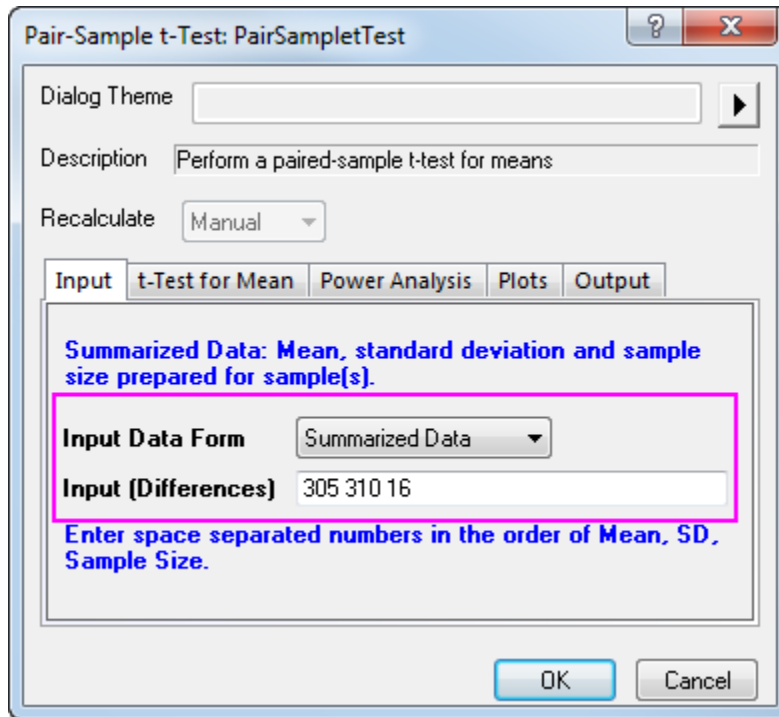 Pair-Sample t-Test: PairSampletTest
?
X
Dialog Theme
Description Perform a paired-sample t-test for means
Recalculate Manual
Input t-Test for Mean Power Analysis Plots Output
Summarized Data: Mean, standard deviation and sample
size prepared for sample(s).
Input Data Form Summarized Data
Input (Differences) 305 310 16
Enter space separated numbers in the order of Mean, SD,
Sample Size.
OK Cancel